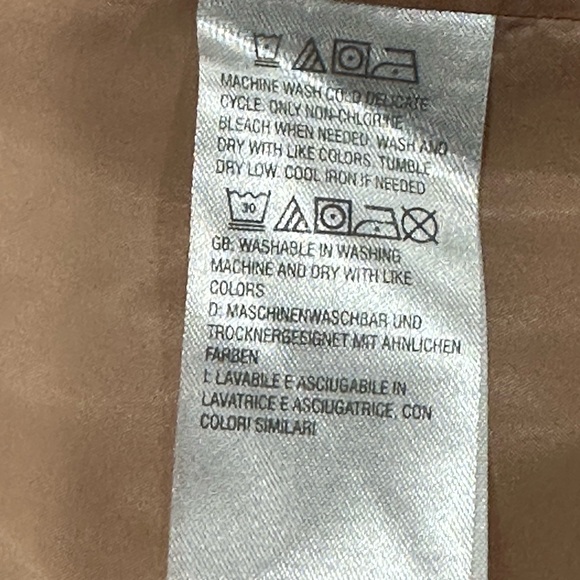 MACHINE WASH COLD DELICATE
CYCLE. ONLY NON-CHLORINE
BLEACH WHEN NEEDED. WASH AND
DRY WITH LIKE COLORS. TUMBLE
DRY LOW. COOL IRON IF NEEDED
30
GB: WASHABLE IN WASHING
MACHINE AND DRY WITH LIKE
COLORS
D: MASCHINENWASCHBAR UND
TROCKNERGEEIGNET MIT AHNLICHEN
FARBEN
I: LAVABILE E ASCIUGABILE IN
LAVATRICE E ASCIUGATRICE, CON
COLORI SIMILARI